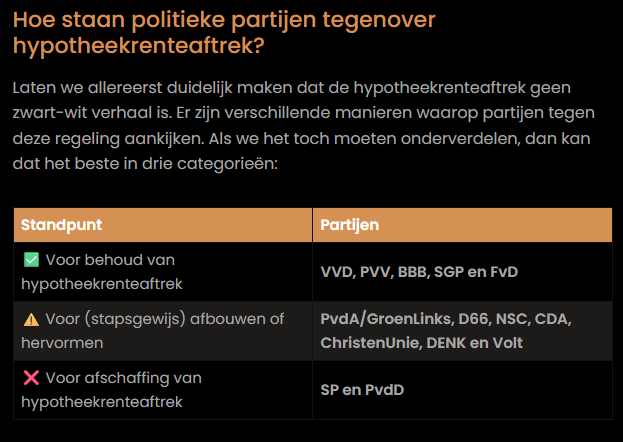 Hoe staan politieke partijen tegenover
hypotheekrenteaftrek?
Laten we allereerst duidelijk maken dat de hypotheekrenteaftrek geen
zwart-wit verhaal is. Er zijn verschillende manieren waarop partijen tegen
deze regeling aankijken. Als we het toch moeten onderverdelen, dan kan
dat het beste in drie categorieën:
Standpunt Partijen
✅ Voor behoud van
hypotheekrenteaftrek
VVD, PVV, BBB, SGP en FvD
⚠️ Voor (stapsgewijs) afbouwen of
hervormen
PvdA/GroenLinks, D66, NSC, CDA,
ChristenUnie, DENK en Volt
❌ Voor afschaffing van
hypotheekrenteaftrek
SP en PvdD